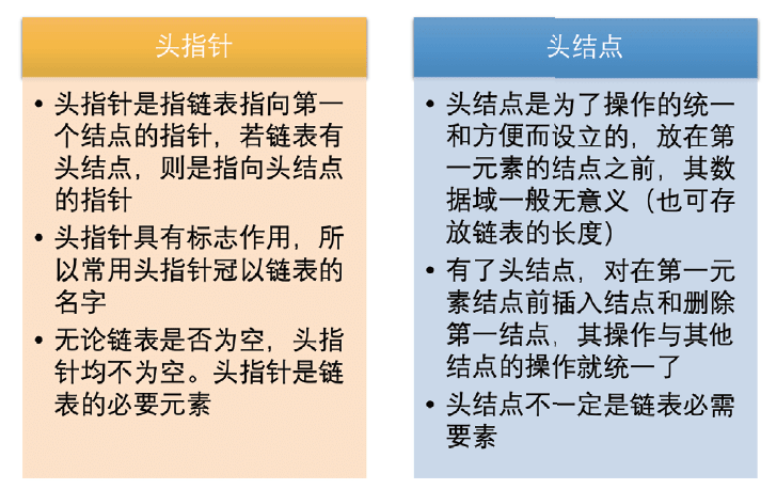 头指针
• 头指针是指链表指向第一
个结点的指针，若链表有
头结点，则是指向头结点
的指针
• 头指针具有标志作用，所
以常用头指针冠以链表的
名字
• 无论链表是否为空，头指
针均不为空。头指针是链
表的必要元素
头结点
• 头结点是为了操作的统一
和方便而设立的，放在第
一元素的结点之前，其数
据域一般无意义（也可存
放链表的长度）
• 有了头结点，对在第一元
素结点前插入结点和删除
第一结点，其操作与其他
结点的操作就统一了
• 头结点不一定是链表必需
要素